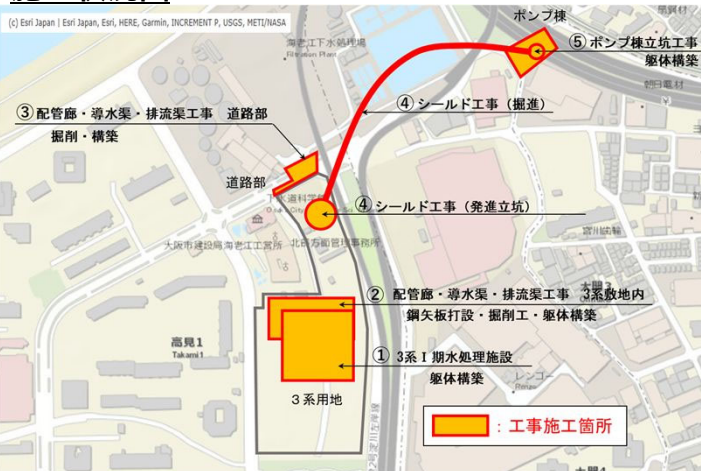 (c) Esri Japan | Esri Japan, Esri, HERE, Garmin, INCREMENT P, USGS, METI/NASA
ポンプ棟
⑤ポンプ棟立坑工事
躯体構築
海老江下水処理場
③配管廊・導水渠・排流渠工事 道路部
掘削・構築
④シールド工事（掘進）
道路部
④シールド工事（発進立坑）
大阪市建設局海老江工営所
北部方面管理事務所
②　配管廊・導水渠・排流渠工事　3系敷地内
鋼矢板打設・掘削工・躯体構築
高見1
Takami1
①　3系Ⅰ期水処理施設
躯体構築
レンゴー
３系用地
：工事施工箇所